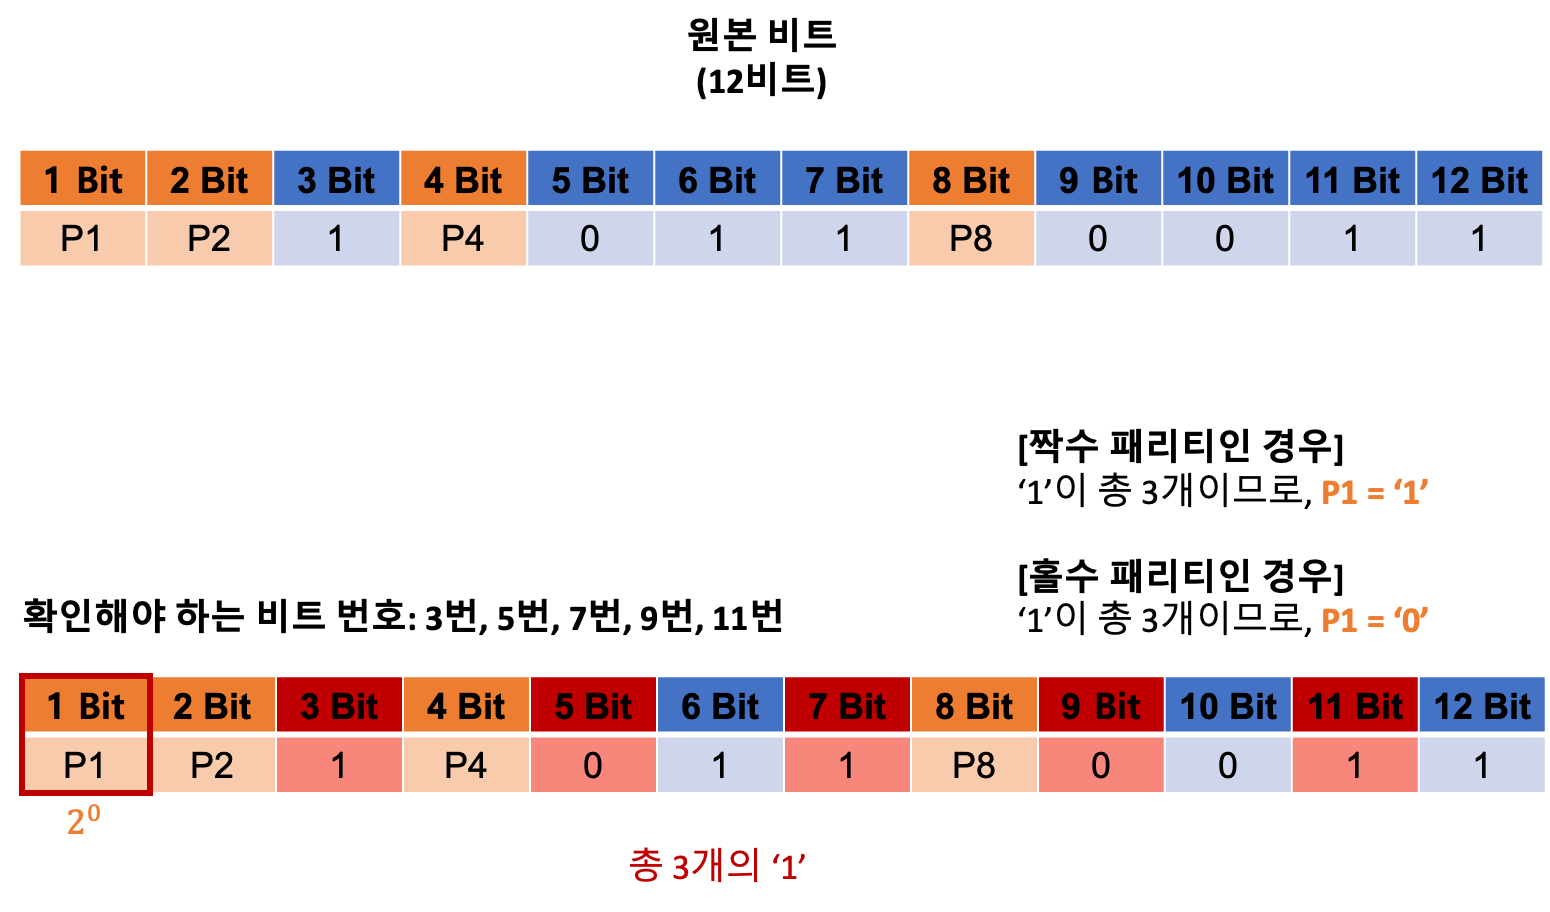 원본 비트
(12비트)
1 Bit 2 Bit 3 Bit 4 Bit 5 Bit 6 Bit 7 Bit 8 Bit 9 Bit 10 Bit 11 Bit 12 Bit
P1 P2 1 P4 0 1 1 P8 0 0 1 1
[짝수 패리티인 경우]
‘1’이 총 3개이므로, P1 = ‘1’
[홀수 패리티인 경우]
‘1’이 총 3개이므로, P1 = ‘0’
확인해야 하는 비트 번호: 3번, 5번, 7번, 9번, 11번
1 Bit 2 Bit 3 Bit 4 Bit 5 Bit 6 Bit 7 Bit 8 Bit 9 Bit 10 Bit 11 Bit 12 Bit
P1 P2 1 P4 0 1 1 P8 0 0 1 1
2⁰
총 3개의 ‘1’